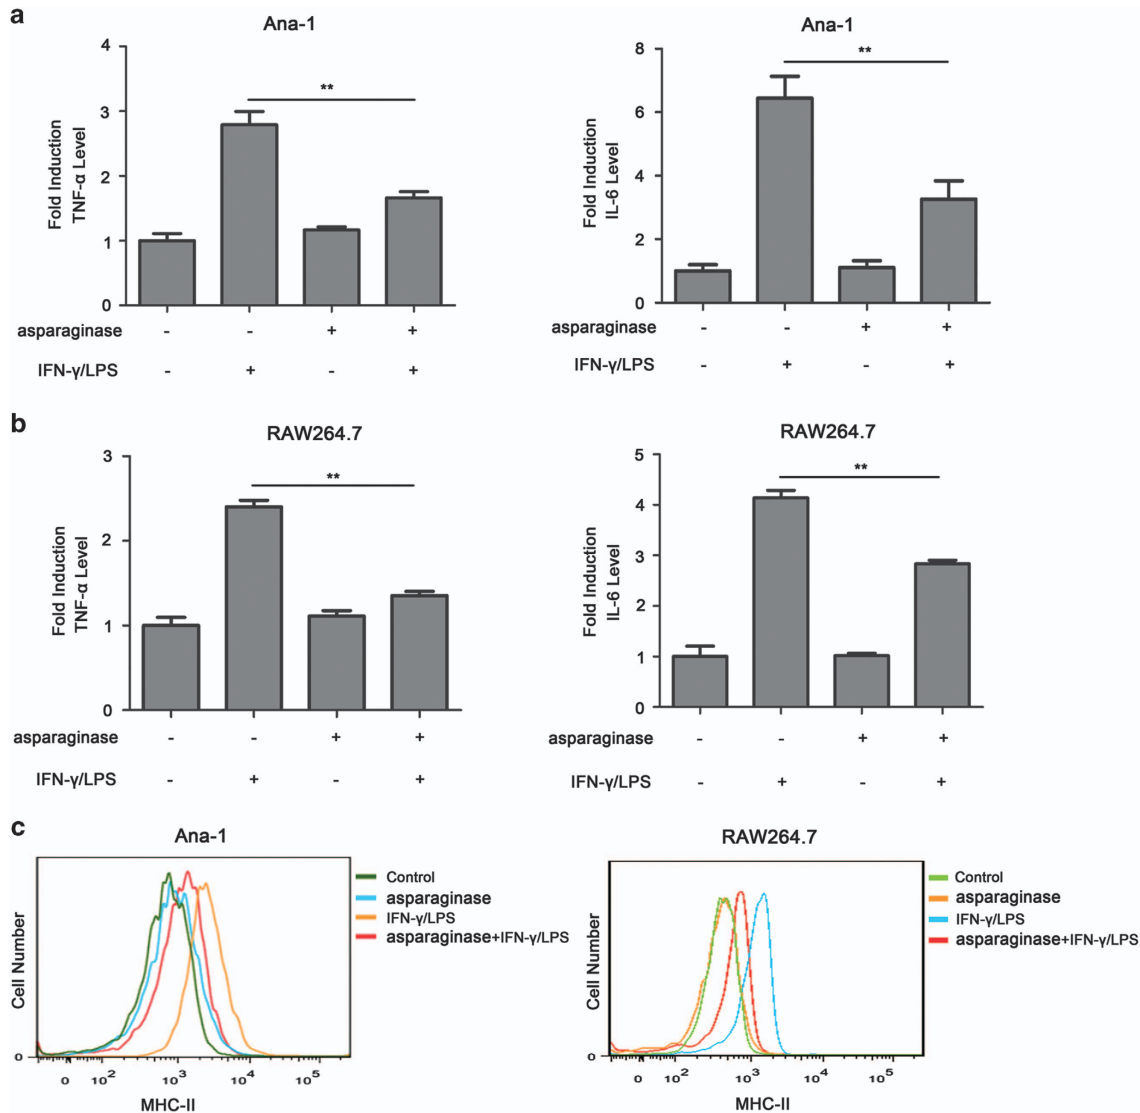 a
Ana-1
Fold Induction
TNF-α Level
4
3
2
1
0
**
asaparaginase - - + +
IFN-γ/LPS - + - +
Ana-1
Fold Induction
IL-6 Level
8
6
4
2
0
**
asparaginase - - + +
IFN-γ/LPS - + - +
b
RAW264.7
Fold Induction
TNF-α Level
3
2
1
0
**
asparaginase - - + +
IFN-γ/LPS - + - +
RAW264.7
Fold Induction
IL-6 Level
5
4
3
2
1
0
**
asparaginase - - + +
IFN-γ/LPS - + - +
c
Ana-1
Cell Number
0
0 10² 10³ 10⁴ 10⁵
MHC-II
Control
asparaginase
IFN-γ/LPS
asparaginase+IFN-γ/LPS
RAW264.7
Cell Number
0
0 10² 10³ 10⁴ 10⁵
MHC-II
Control
asparaginase
IFN-γ/LPS
asparaginase+IFN-γ/LPS